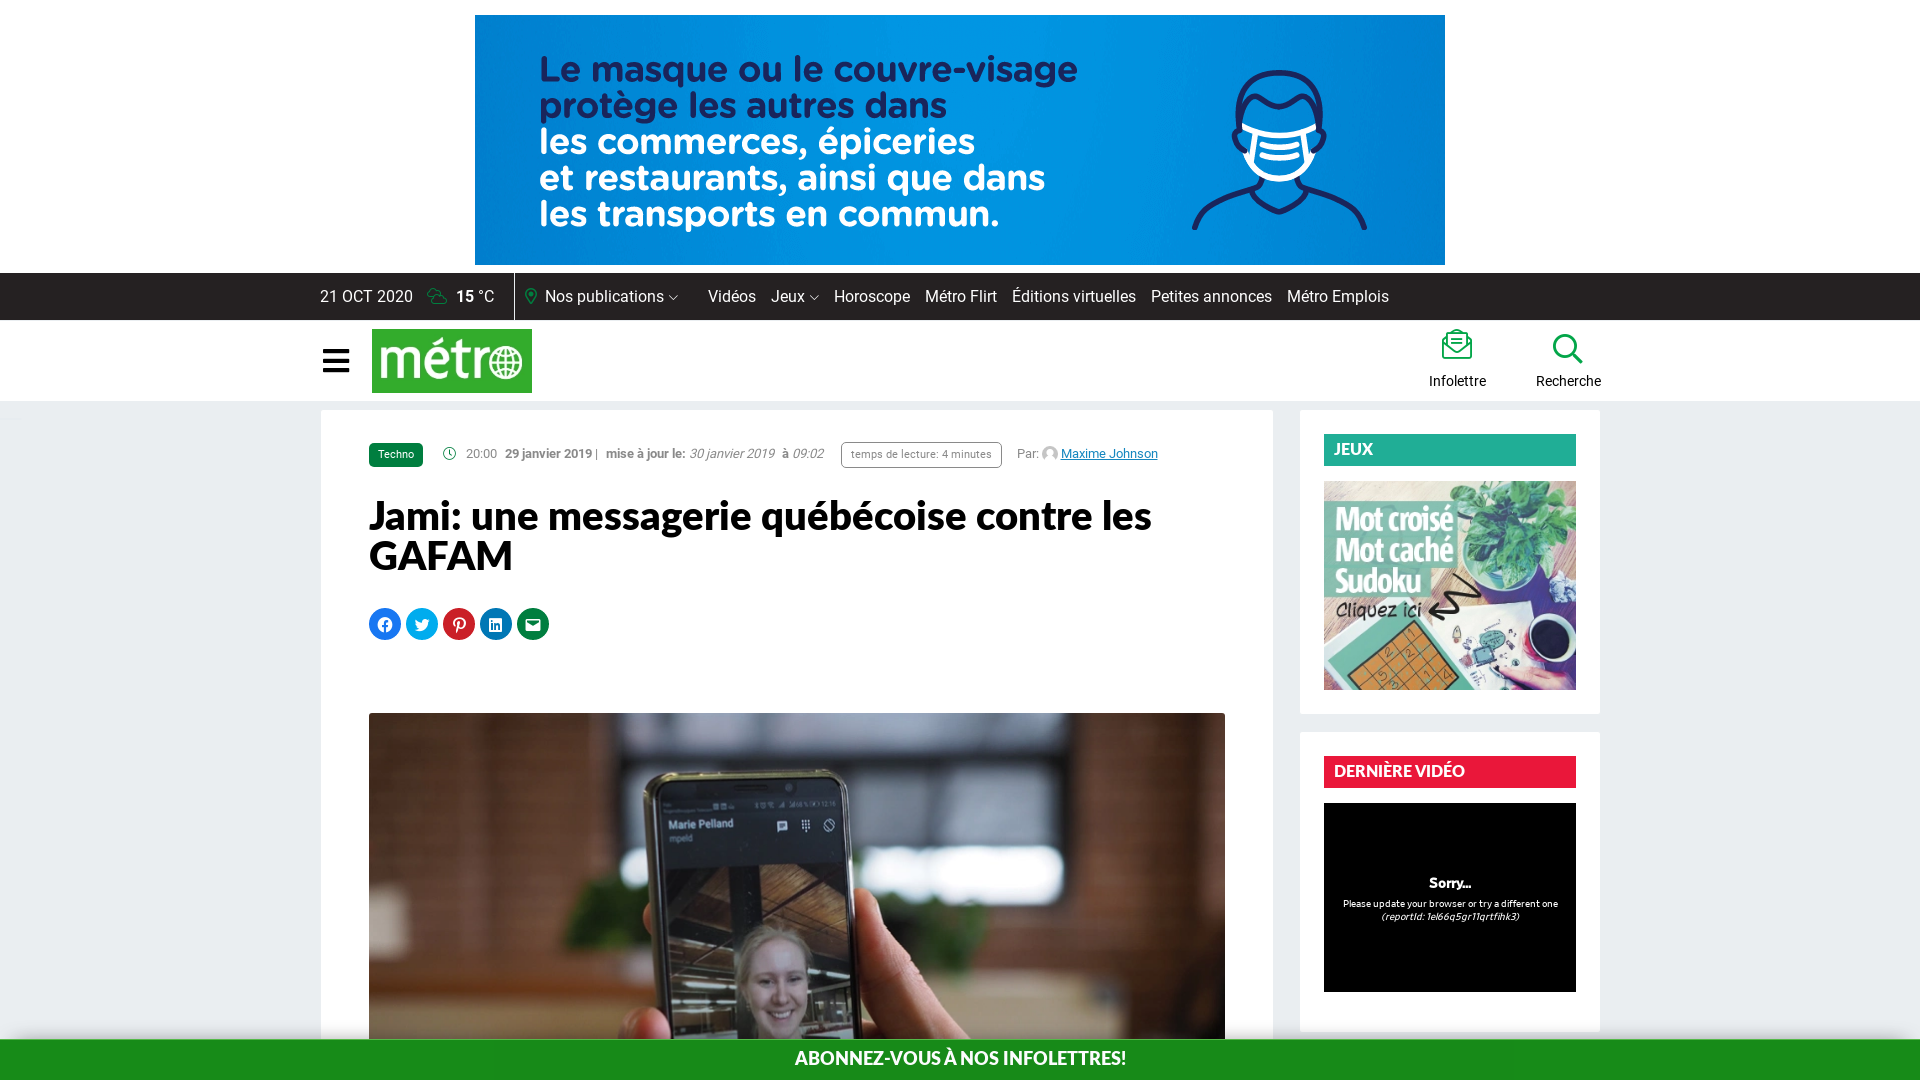 Le masque ou le couvre-visage
protège les autres dans
les commerces, épiceries
et restaurants, ainsi que dans
les transports en commun.
21 OCT 2020 15 °C Nos publications Vidéos Jeux Horoscope Métro Flirt Éditions virtuelles Petites annonces Métro Emplois
métro
Infolettre
Recherche
Techno 20:00 29 janvier 2019 | mise à jour le: 30 janvier 2019 à 09:02 temps de lecture: 4 minutes Par: Maxime Johnson
Jami: une messagerie québécoise contre les
GAFAM
Marie Pelland
mpeld
JEUX
Mot croisé
Mot caché
Sudoku
Cliquez ici
DERNIÈRE VIDÉO
Sorry...
Please update your browser or try a different one
(reportId: 1el66q5gr11qrtfihk3)
ABONNEZ-VOUS À NOS INFOLETTRES!